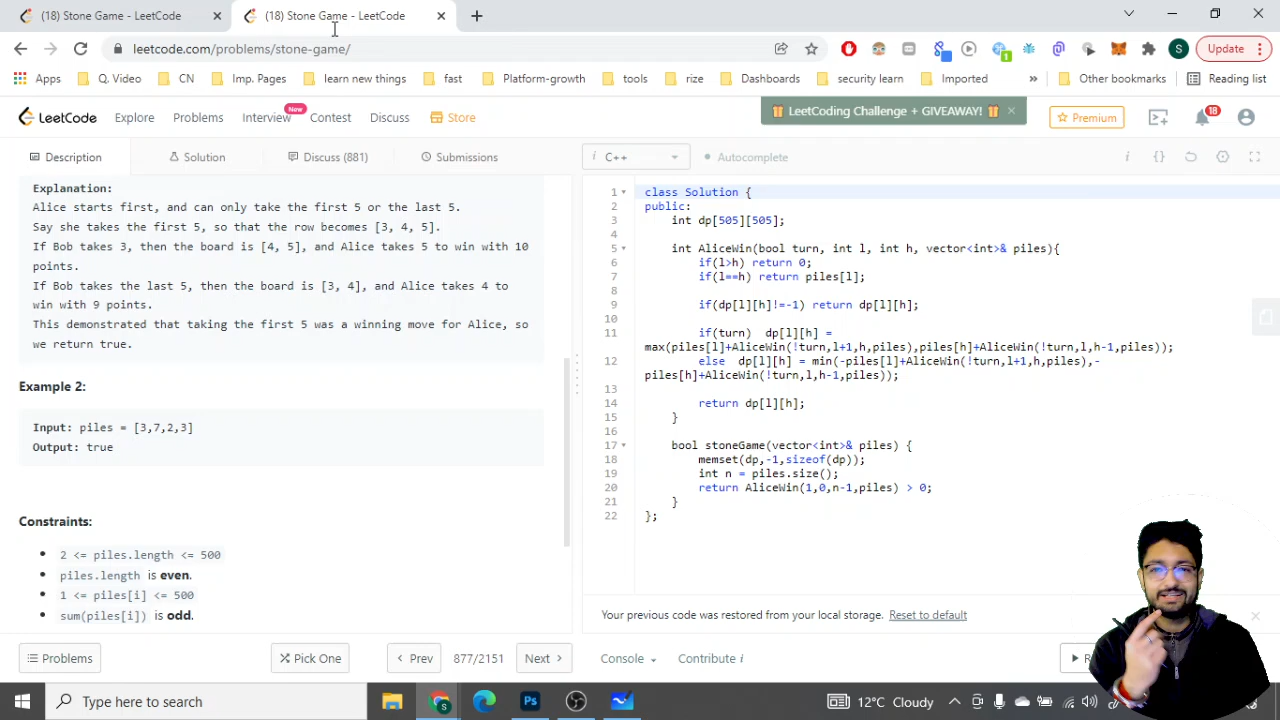 (18) Stone Game - LeetCode
(18) Stone Game - LeetCode
leetcode.com/problems/stone-game/
Update
Apps
Q. Video
CN
Imp. Pages
learn new things
fast
Platform-growth
tools
rize
Dashboards
security learn
Imported
»
Other bookmarks
Reading list
LeetCode
Explore
Problems
Interview
New
Contest
Discuss
Store
LeetCoding Challenge + GIVEAWAY!
Premium
18
Description
Solution
Discuss (881)
Submissions
i C++
Autocomplete
Explanation:
Alice starts first, and can only take the first 5 or the last 5.
Say she takes the first 5, so that the row becomes [3, 4, 5].
If Bob takes 3, then the board is [4, 5], and Alice takes 5 to win with 10
points.
If Bob takes the last 5, then the board is [3, 4], and Alice takes 4 to
win with 9 points.
This demonstrated that taking the first 5 was a winning move for Alice, so
we return true.
Example 2:
Input: piles = [3,7,2,3]
Output: true
Constraints:
2 <= piles.length <= 500
piles.length is even.
1 <= piles[i] <= 500
sum(piles[i]) is odd.
1 class Solution {
2 public:
3 int dp[505][505];
4
5 int AliceWin(bool turn, int l, int h, vector<int>& piles){
6 if(l>h) return 0;
7 if(l==h) return piles[l];
8
9 if(dp[l][h]!=-1) return dp[l][h];
10
11 if(turn) dp[l][h] =
max(piles[l]+AliceWin(!turn,l+1,h,piles),piles[h]+AliceWin(!turn,l,h-1,piles));
12 else dp[l][h] = min(-piles[l]+AliceWin(!turn,l+1,h,piles),-
piles[h]+AliceWin(!turn,l,h-1,piles));
13
14 return dp[l][h];
15 }
16
17 bool stoneGame(vector<int>& piles) {
18 memset(dp,-1,sizeof(dp));
19 int n = piles.size();
20 return AliceWin(1,0,n-1,piles) > 0;
21 }
22 };
Your previous code was restored from your local storage. Reset to default
Problems
Pick One
Prev
877/2151
Next
Console
Contribute i
Type here to search
12°C Cloudy